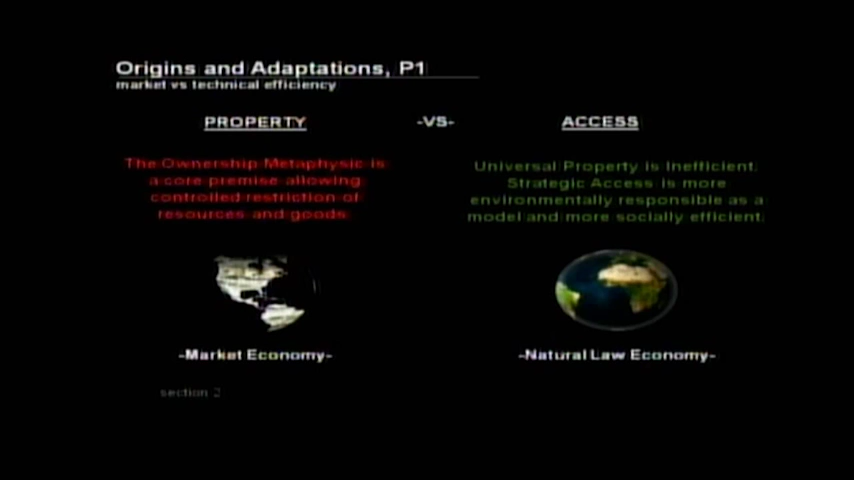 Origins and Adaptations, P1
market vs technical efficiency
PROPERTY
-VS-
ACCESS
The Ownership Metaphysic is
a core premise allowing
controlled restriction of
resources and goods
Universal Property is Inefficient.
Strategic Access is more
environmentally responsible as a
model and more socially efficient.
-Market Economy-
-Natural Law Economy-
section 2